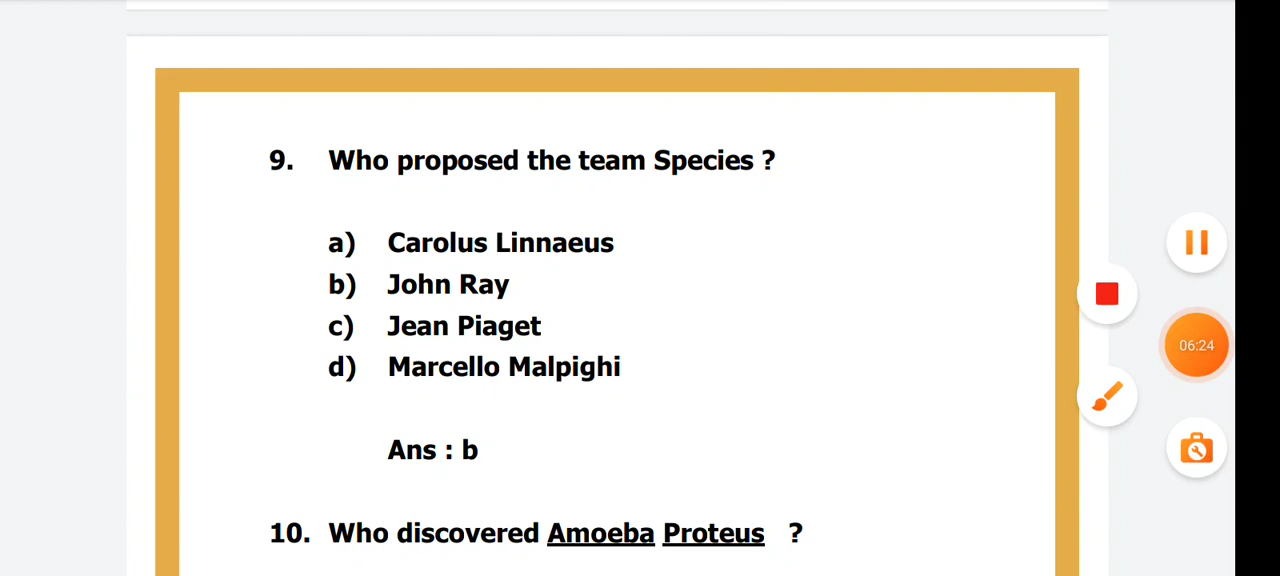 9. Who proposed the team Species ?
a) Carolus Linnaeus
b) John Ray
c) Jean Piaget
d) Marcello Malpighi
Ans : b
10. Who discovered Amoeba Proteus ?
06:24